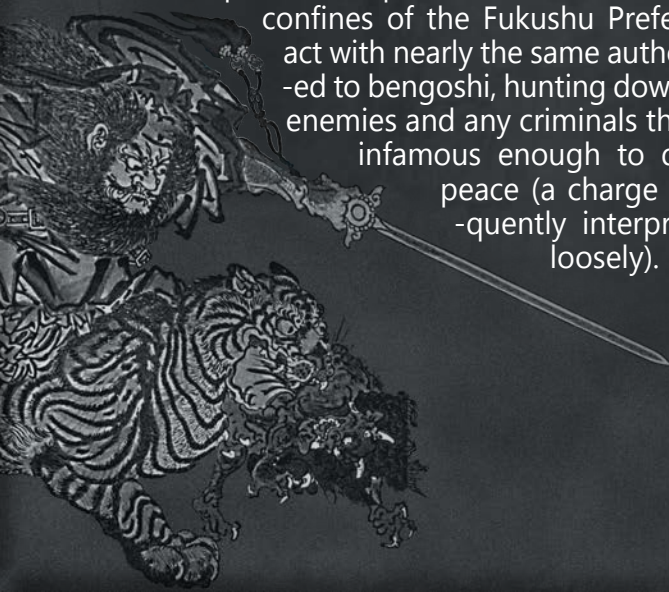 confines of the Fukushu Prefe
act with nearly the same autho
-ed to bengoshi, hunting dow
enemies and any criminals th
infamous enough to
peace (a charge
-quently interpr
loosely).